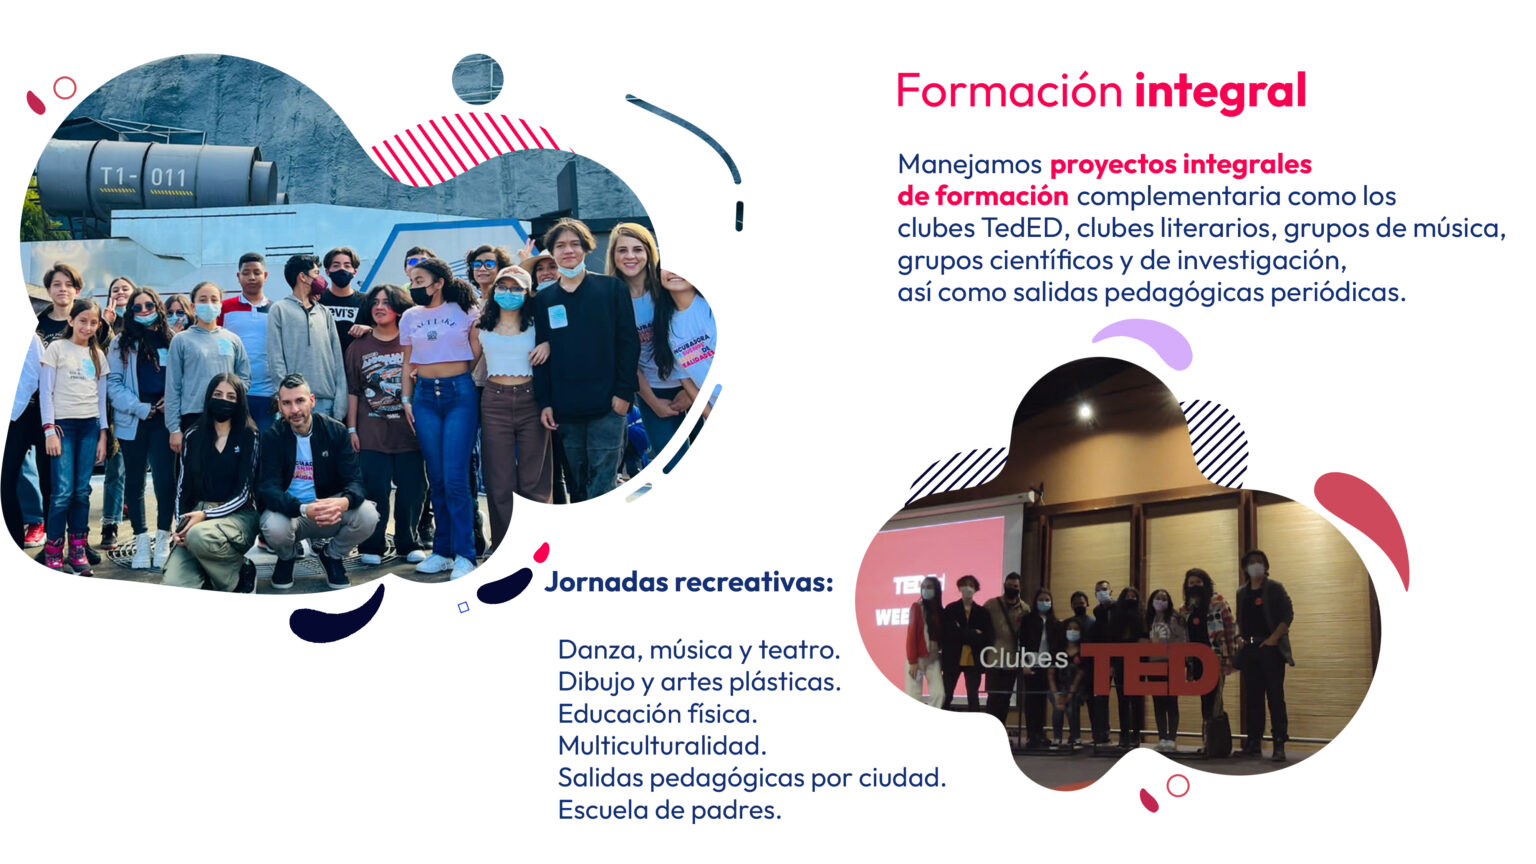 Formación integral
Manejamos proyectos integrales
de formación complementaria como los
clubes TedED, clubes literarios, grupos de música,
grupos científicos y de investigación,
así como salidas pedagógicas periódicas.
T1- 011
Jornadas recreativas:
Danza, música y teatro.
Dibujo y artes plásticas.
Educación física.
Multiculturalidad.
Salidas pedagógicas por ciudad.
Escuela de padres.
Clubes TED